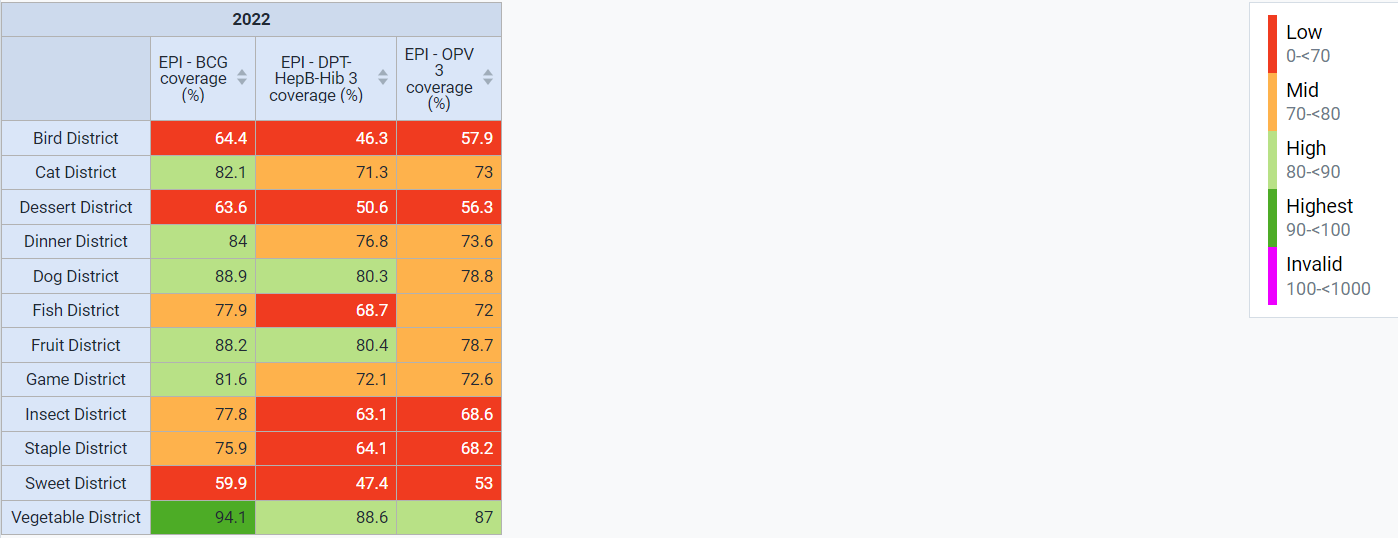 2022
EPI - BCG coverage (%) EPI - DPT-HepB-Hib 3 coverage (%) EPI - OPV 3 coverage (%)
Bird District 64.4 46.3 57.9
Cat District 82.1 71.3 73
Dessert District 63.6 50.6 56.3
Dinner District 84 76.8 73.6
Dog District 88.9 80.3 78.8
Fish District 77.9 68.7 72
Fruit District 88.2 80.4 78.7
Game District 81.6 72.1 72.6
Insect District 77.8 63.1 68.6
Staple District 75.9 64.1 68.2
Sweet District 59.9 47.4 53
Vegetable District 94.1 88.6 87
Low
0-<70
Mid
70-<80
High
80-<90
Highest
90-<100
Invalid
100-<1000